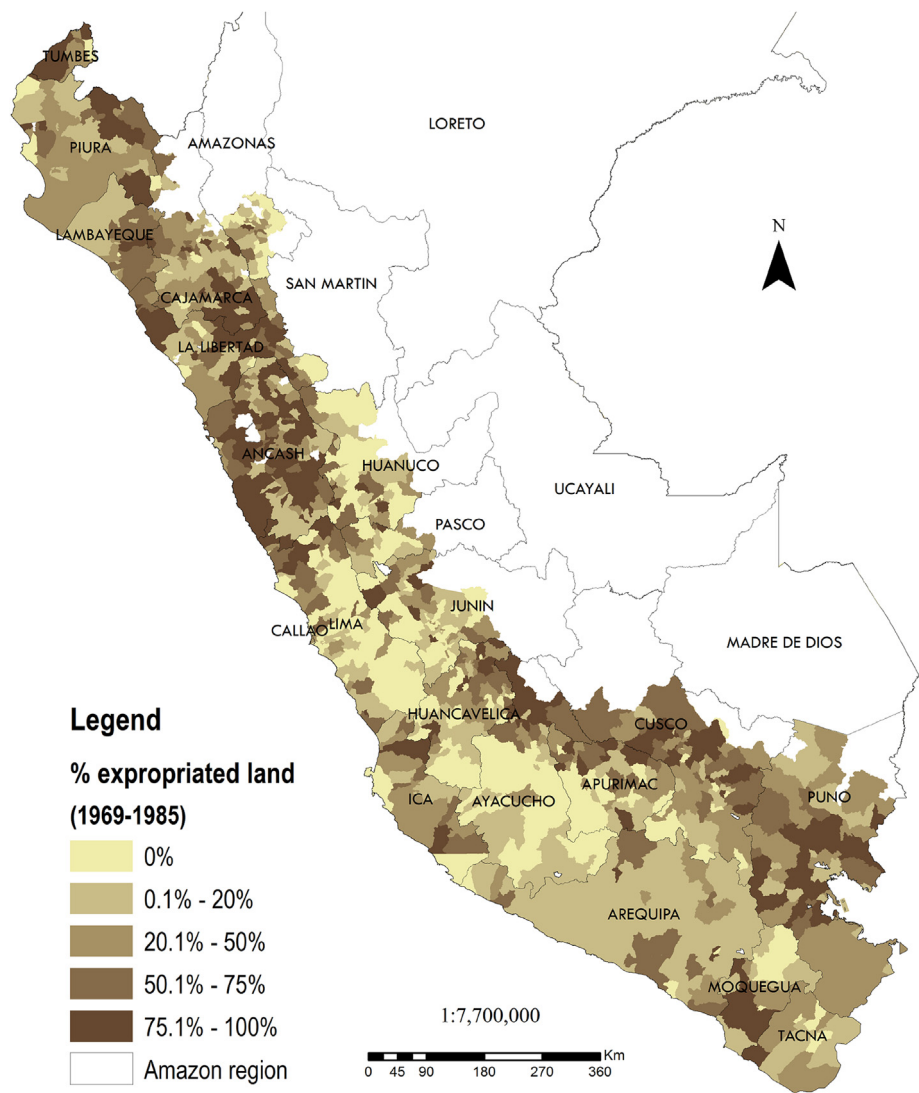 TUMBES
LORETO
AMAZONAS
PIURA
N
LAMBAYEQUE
SAN MARTIN
CAJAMARCA
LA LIBERTAD
ANCASH
HUANUCO
UCAYALI
PASCO
JUNIN
CALLAO
LIMA
MADRE DE DIOS
HUANCAVELICA
CUSCO
APURIMAC
PUNO
ICA
AYACUCHO
AREQUIPA
MOQUEGUA
TACNA
Legend
% expropriated land
(1969-1985)
0%
0.1% - 20%
20.1% - 50%
50.1% - 75%
75.1% - 100%
Amazon region
1:7,700,000
Km
0 45 90 180 270 360